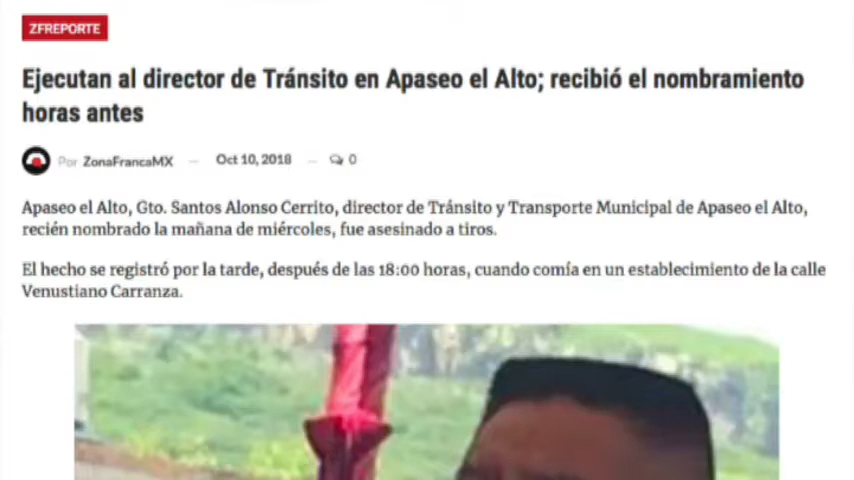 ZFREPORTE
Ejecutan al director de Tránsito en Apaseo el Alto; recibió el nombramiento
horas antes
Por ZonaFrancaMX — Oct 10, 2018 — 0
Apaseo el Alto, Gto. Santos Alonso Cerrito, director de Tránsito y Transporte Municipal de Apaseo el Alto,
recién nombrado la mañana de miércoles, fue asesinado a tiros.
El hecho se registró por la tarde, después de las 18:00 horas, cuando comía en un establecimiento de la calle
Venustiano Carranza.